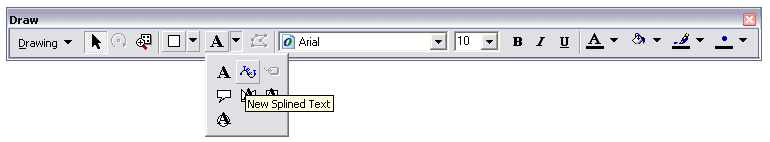 Draw
Drawing A Arial 10 B I U A
A
New Splined Text
A